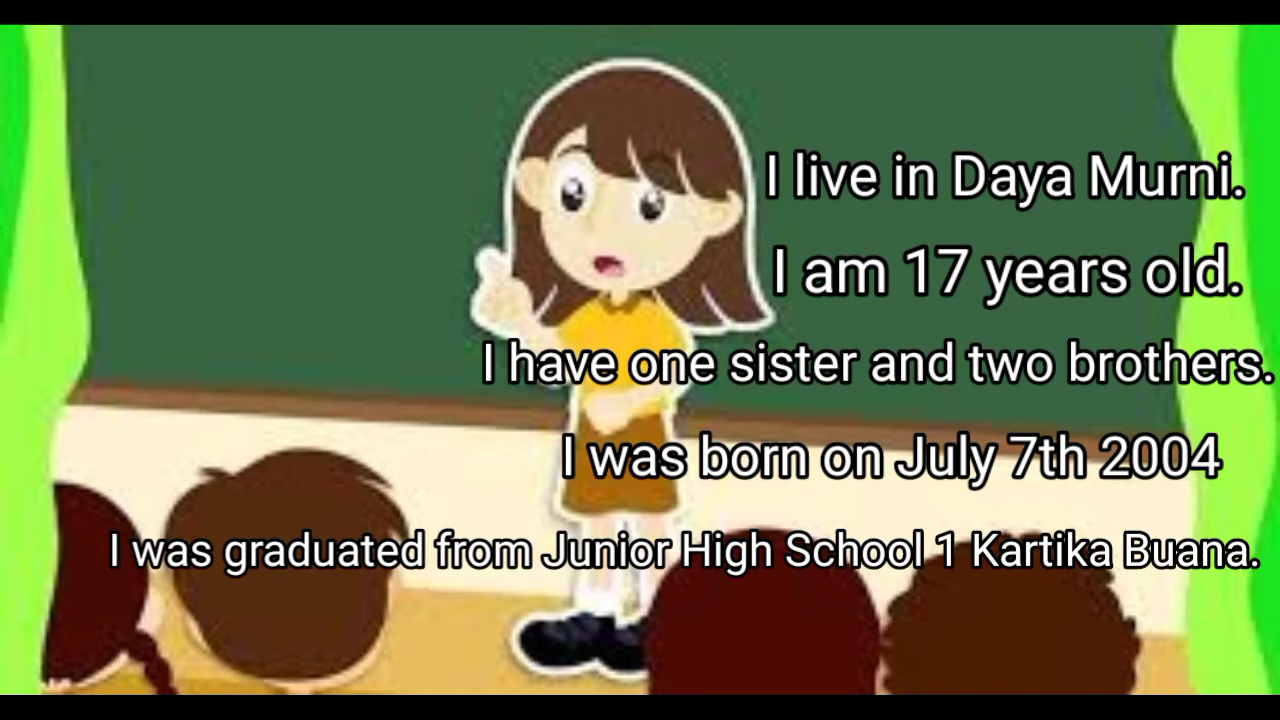 I live in Daya Murni.
I am 17 years old.
I have one sister and two brothers.
I was born on July 7th 2004
I was graduated from Junior High School 1 Kartika Buana.